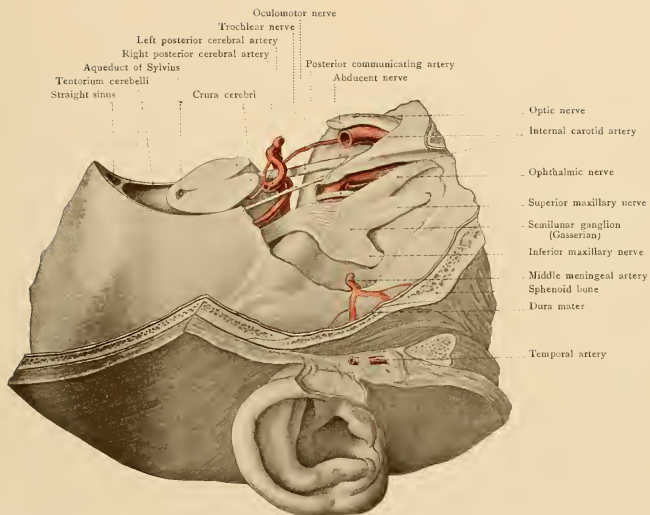 Oculomotor nerve
Trochlear nerve
Left posterior cerebral artery
Right posterior cerebral artery
Aqueduct of Sylvius
Posterior communicating artery
Tentorium cerebelli
Abducent nerve
Straight sinus
Crura cerebri
Optic nerve
Internal carotid artery
Ophthalmic nerve
Superior maxillary nerve
Semilunar ganglion
(Gasserian)
Inferior maxillary nerve
Middle meningeal artery
Sphenoid bone
Dura mater
Temporal artery